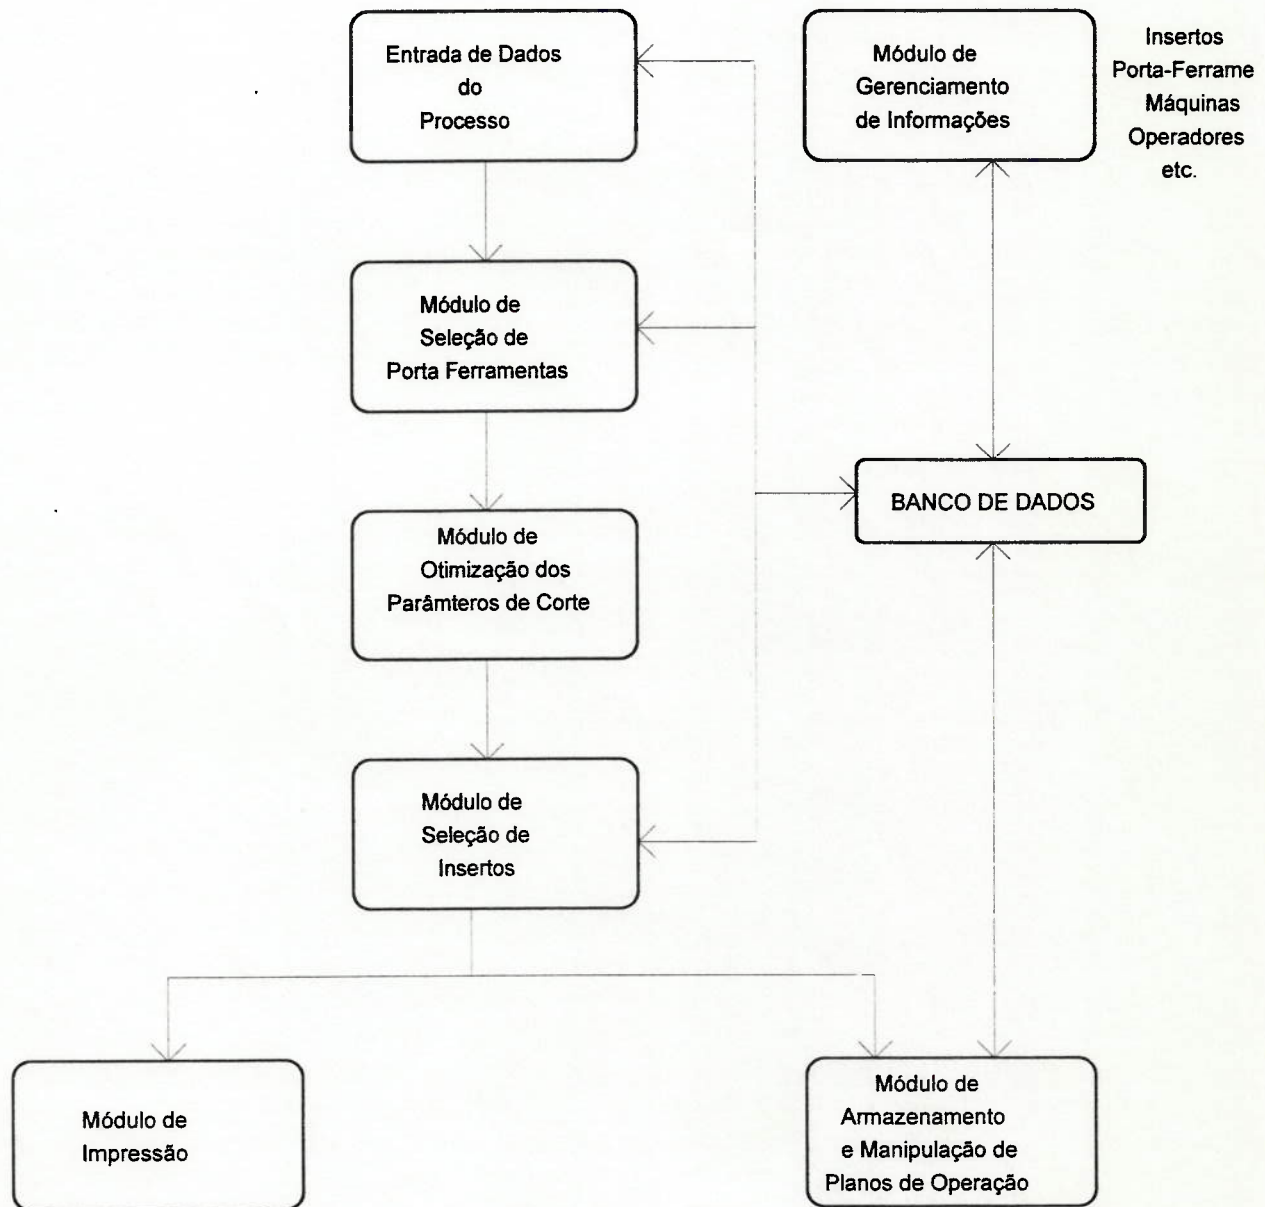 Entrada de Dados
do
Processo
Módulo de
Gerenciamento
de Informações
Insertos
Porta-Ferrame
Máquinas
Operadores
etc.
Módulo de
Seleção de
Porta Ferramentas
BANCO DE DADOS
Módulo de
Otimização dos
Parâmteros de Corte
Módulo de
Seleção de
Insertos
Módulo de
Impressão
Módulo de
Armazenamento
e Manipulação de
Planos de Operação